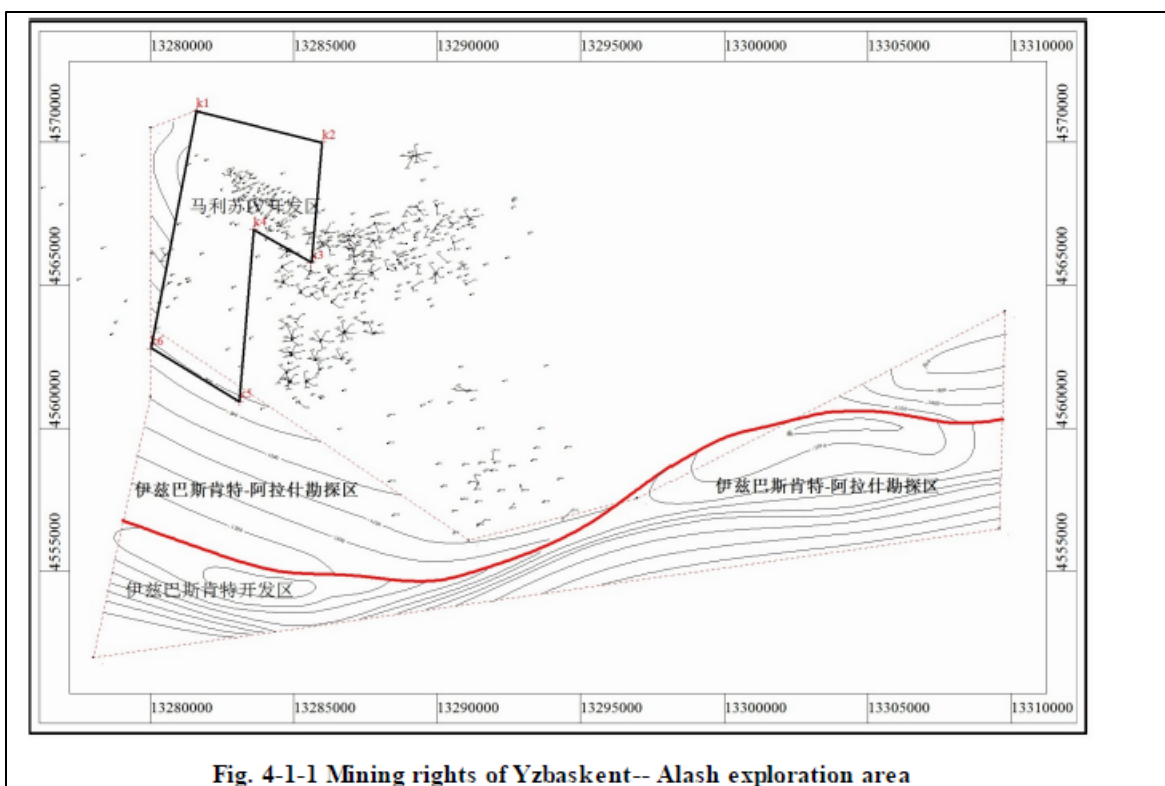 13280000 13285000 13290000 13295000 13300000 13305000 13310000
4570000 4570000
k1
k2
马利苏IV开发区
k4
k3
4565000 4565000
k6
k5
4560000 4560000
伊兹巴斯肯特-阿拉什勘探区 伊兹巴斯肯特-阿拉什勘探区
4555000 4555000
伊兹巴斯肯特开发区
13280000 13285000 13290000 13295000 13300000 13305000 13310000
Fig. 4-1-1 Mining rights of Yzbaskent-- Alash exploration area